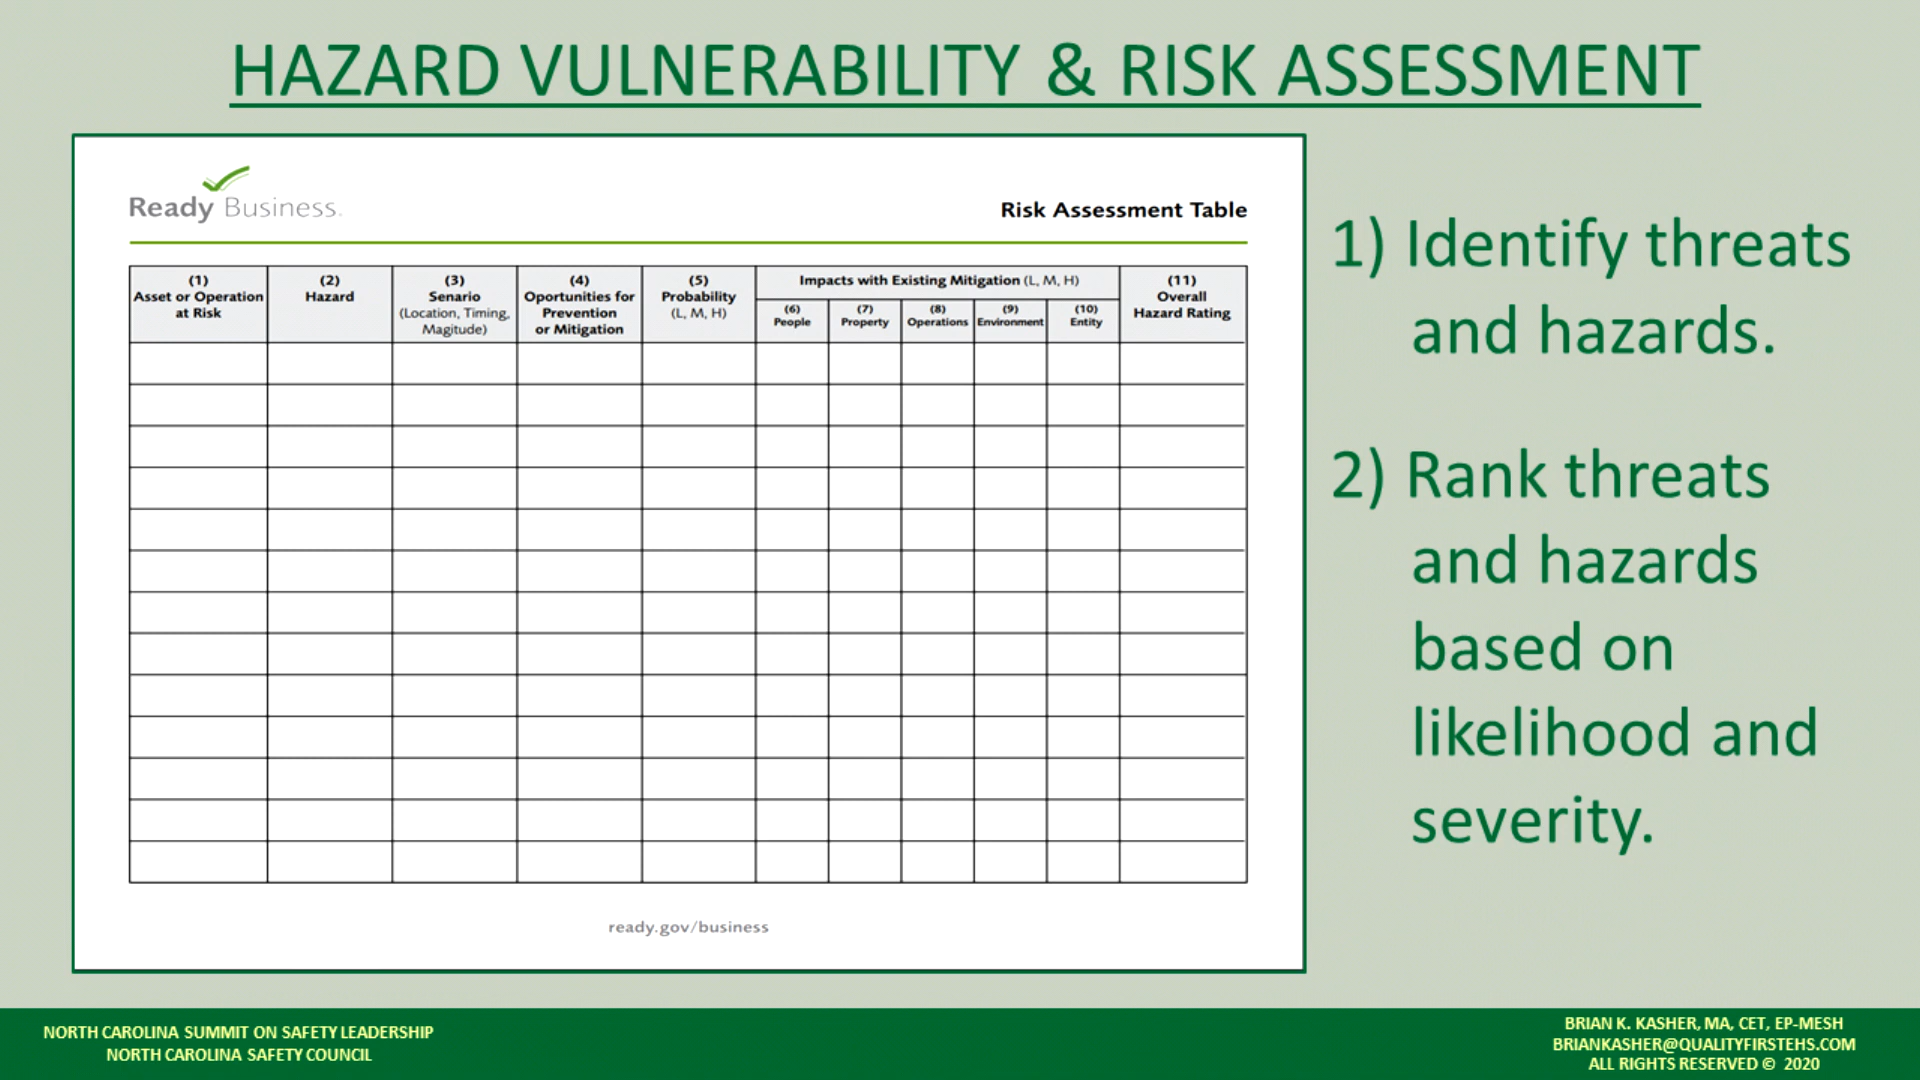 HAZARD VULNERABILITY & RISK ASSESSMENT
Ready Business.
Risk Assessment Table
(1)
Asset or Operation
at Risk
(2)
Hazard
(3)
Senario
(Location, Timing,
Magitude)
(4)
Oportunities for
Prevention
or Mitigation
(5)
Probability
(L, M, H)
Impacts with Existing Mitigation (L, M, H)
(6)
People
(7)
Property
(8)
Operations
(9)
Environment
(10)
Entity
(11)
Overall
Hazard Rating
ready.gov/business
1) Identify threats
and hazards.
2) Rank threats
and hazards
based on
likelihood and
severity.
NORTH CAROLINA SUMMIT ON SAFETY LEADERSHIP
NORTH CAROLINA SAFETY COUNCIL
BRIAN K. KASHER, MA, CET, EP-MESH
BRIANKASHER@QUALITYFIRSTEHS.COM
ALL RIGHTS RESERVED © 2020